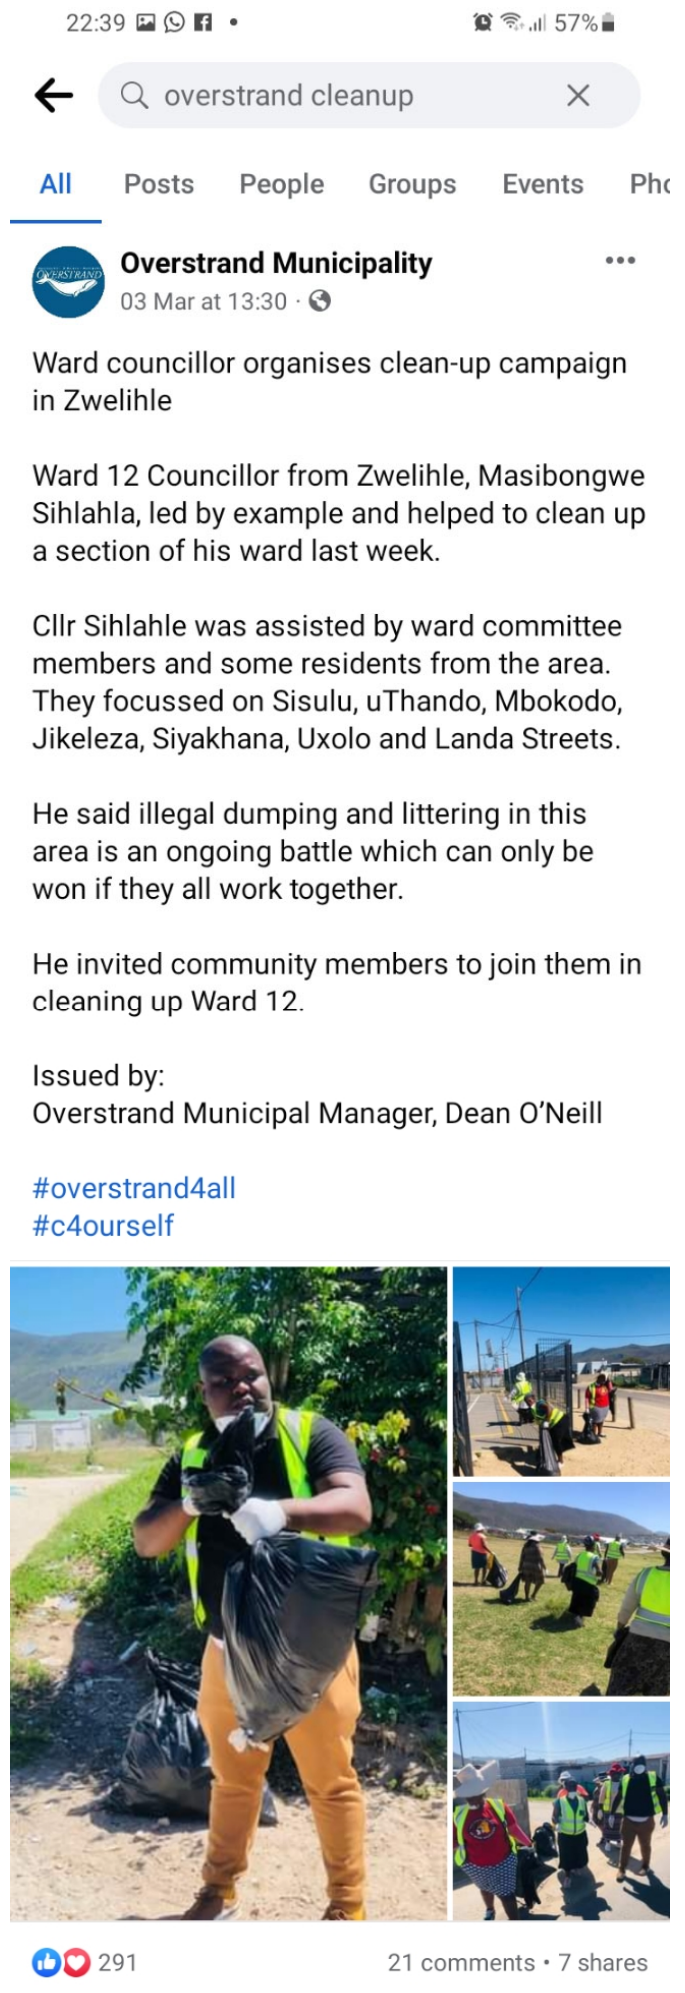 22:39 57%
overstrand cleanup
All Posts People Groups Events Pho
OVERSTRAND
Overstrand Municipality
03 Mar at 13:30 ·
Ward councillor organises clean-up campaign
in Zwelihle
Ward 12 Councillor from Zwelihle, Masibongwe
Sihlahla, led by example and helped to clean up
a section of his ward last week.
Cllr Sihlahle was assisted by ward committee
members and some residents from the area.
They focussed on Sisulu, uThando, Mbokodo,
Jikeleza, Siyakhana, Uxolo and Landa Streets.
He said illegal dumping and littering in this
area is an ongoing battle which can only be
won if they all work together.
He invited community members to join them in
cleaning up Ward 12.
Issued by:
Overstrand Municipal Manager, Dean O’Neill
#overstrand4all
#c4ourself
291 21 comments • 7 shares